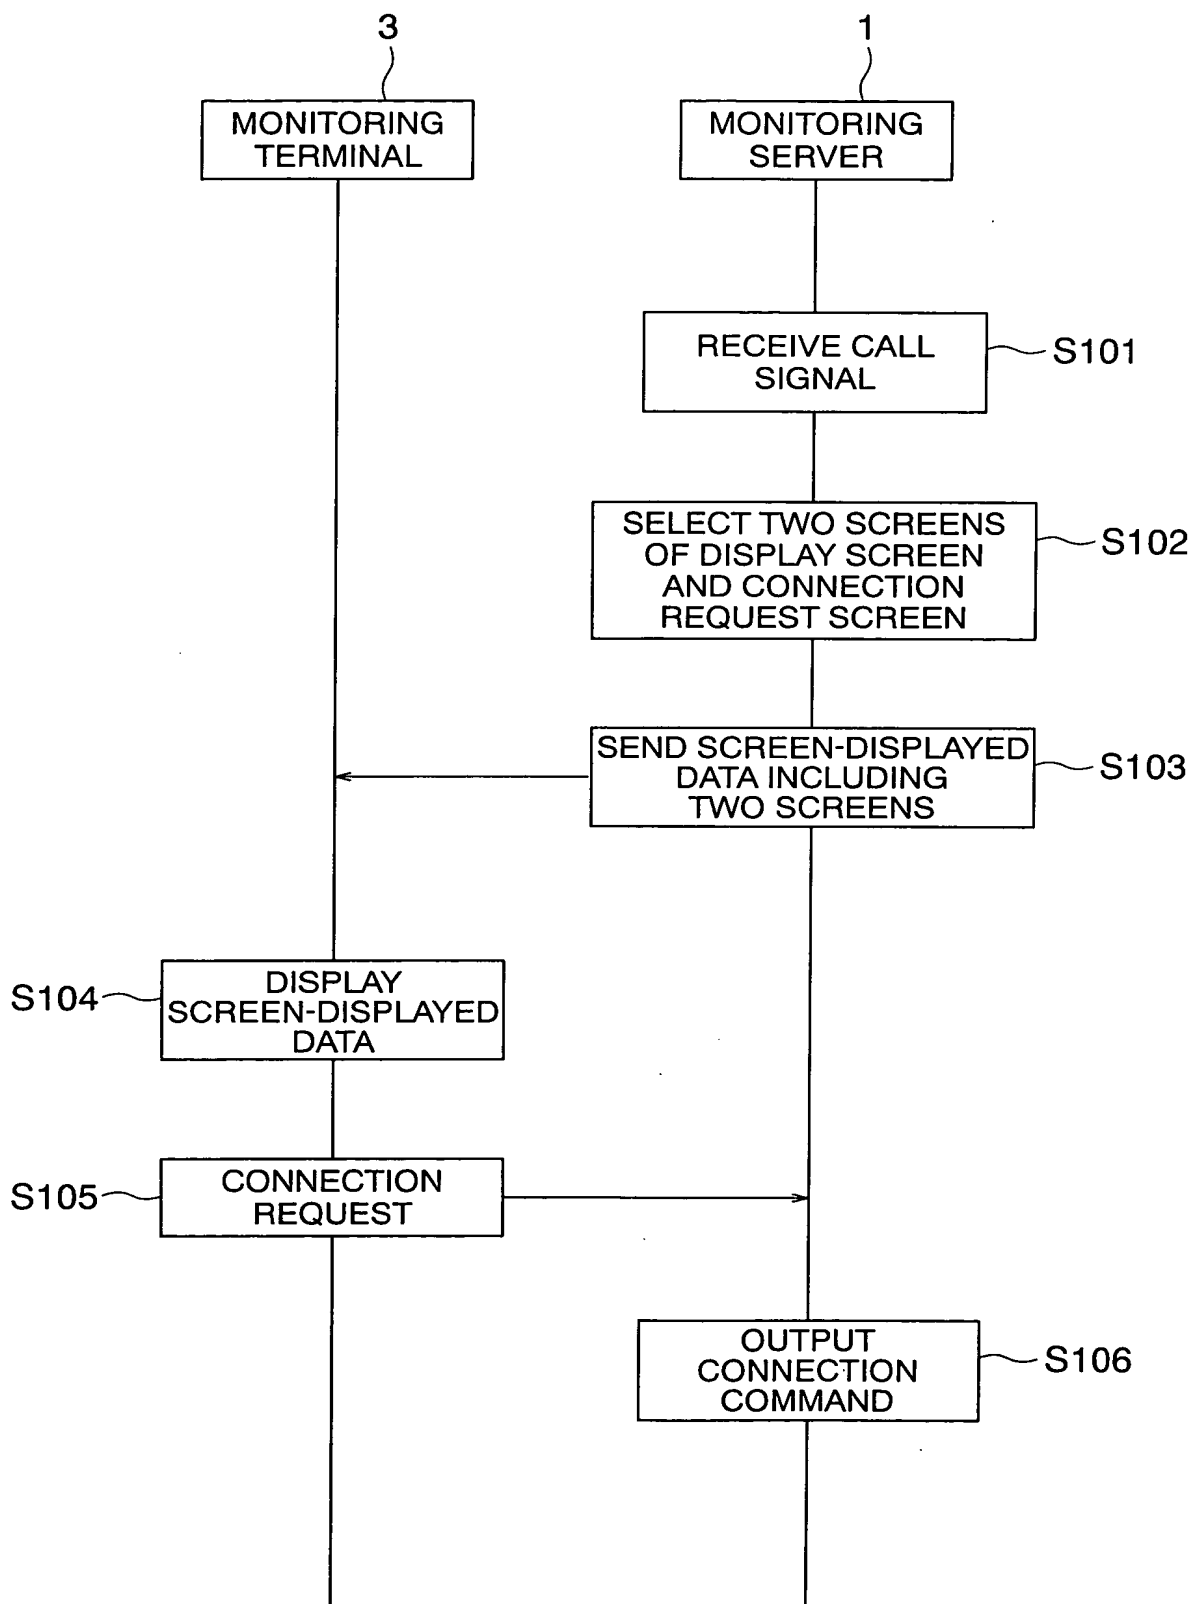 3
1
MONITORING
TERMINAL
MONITORING
SERVER
RECEIVE CALL
SIGNAL
S101
SELECT TWO SCREENS
OF DISPLAY SCREEN
AND CONNECTION
REQUEST SCREEN
S102
SEND SCREEN-DISPLAYED
DATA INCLUDING
TWO SCREENS
S103
S104
DISPLAY
SCREEN-DISPLAYED
DATA
S105
CONNECTION
REQUEST
OUTPUT
CONNECTION
COMMAND
S106